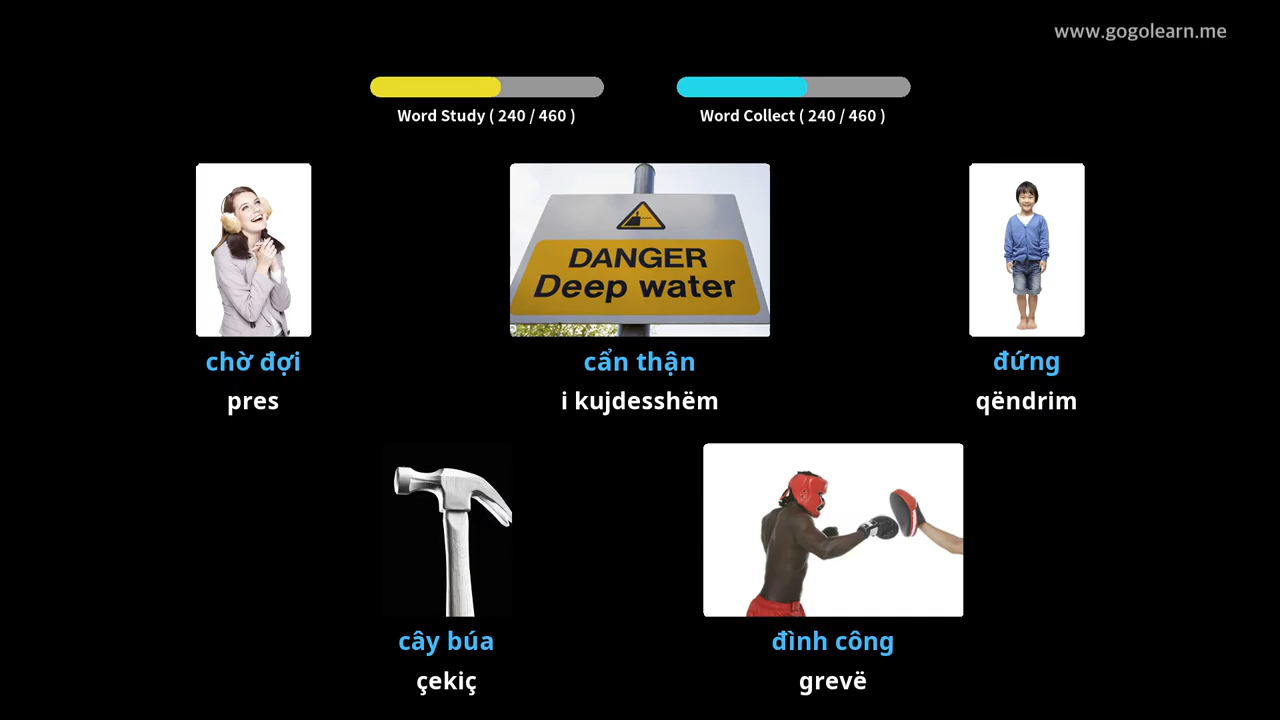 www.gogolearn.me
Word Study ( 240 / 460 )
Word Collect ( 240 / 460 )
DANGER
Deep water
chờ đợi
cẩn thận
đứng
pres
i kujdesshëm
qëndrim
cây búa
đình công
çekiç
grevë